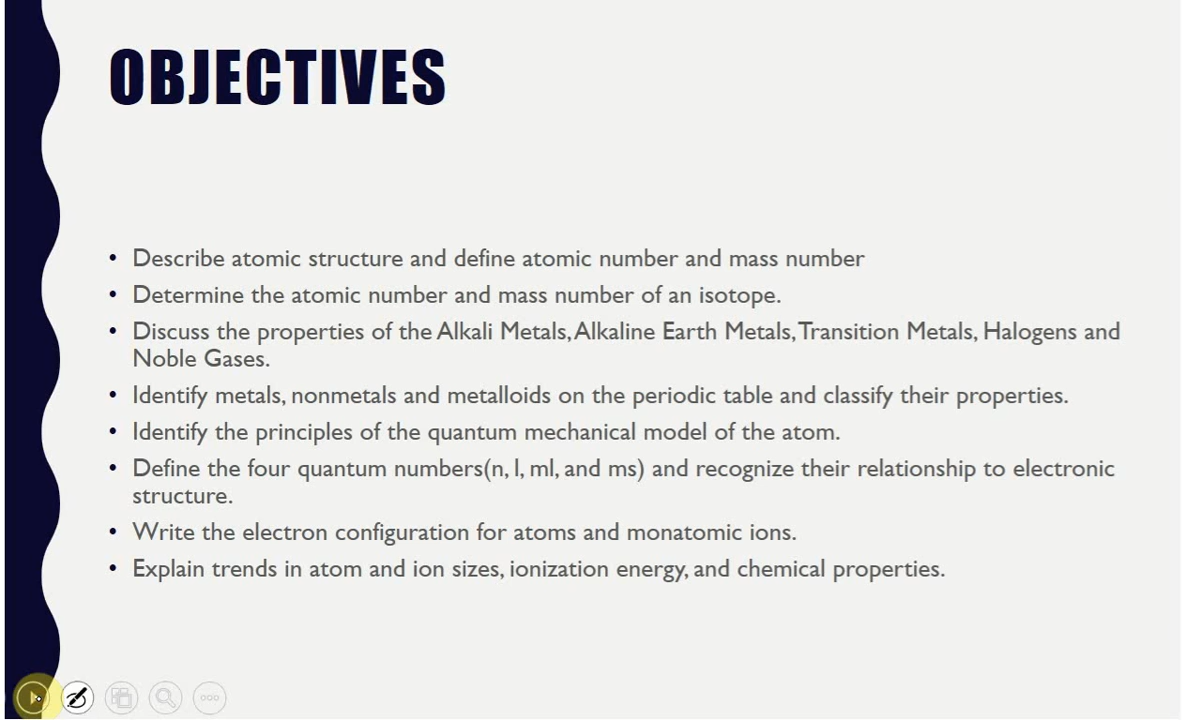 OBJECTIVES
• Describe atomic structure and define atomic number and mass number
• Determine the atomic number and mass number of an isotope.
• Discuss the properties of the Alkali Metals, Alkaline Earth Metals, Transition Metals, Halogens and
Noble Gases.
• Identify metals, nonmetals and metalloids on the periodic table and classify their properties.
• Identify the principles of the quantum mechanical model of the atom.
• Define the four quantum numbers(n, l, ml, and ms) and recognize their relationship to electronic
structure.
• Write the electron configuration for atoms and monatomic ions.
• Explain trends in atom and ion sizes, ionization energy, and chemical properties.